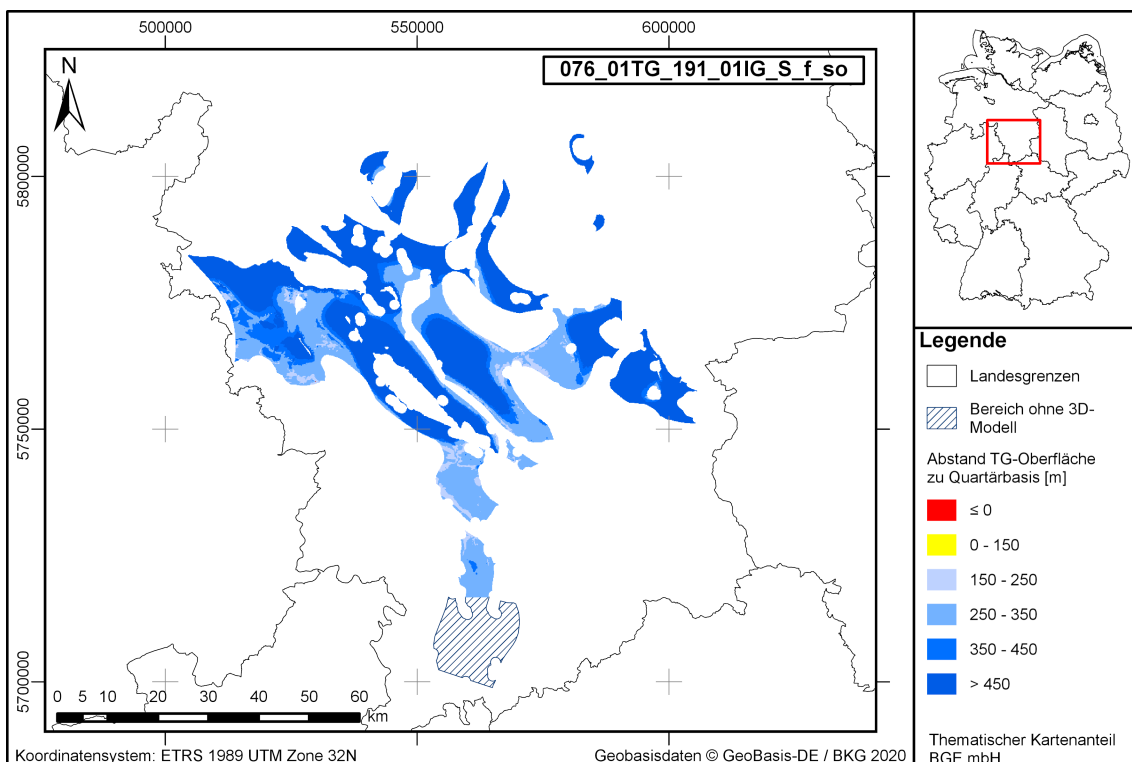 500000 550000 600000
N
076_01TG_191_01IG_S_f_so
5800000
5750000
5700000
0 5 10 20 30 40 50 60
km
Koordinatensystem: ETRS 1989 UTM Zone 32N
Geobasisdaten © GeoBasis-DE / BKG 2020
Legende
Landesgrenzen
Bereich ohne 3D-
Modell
Abstand TG-Oberfläche
zu Quartärbasis [m]
≤ 0
0 - 150
150 - 250
250 - 350
350 - 450
> 450
Thematischer Kartenanteil
BGE mbH